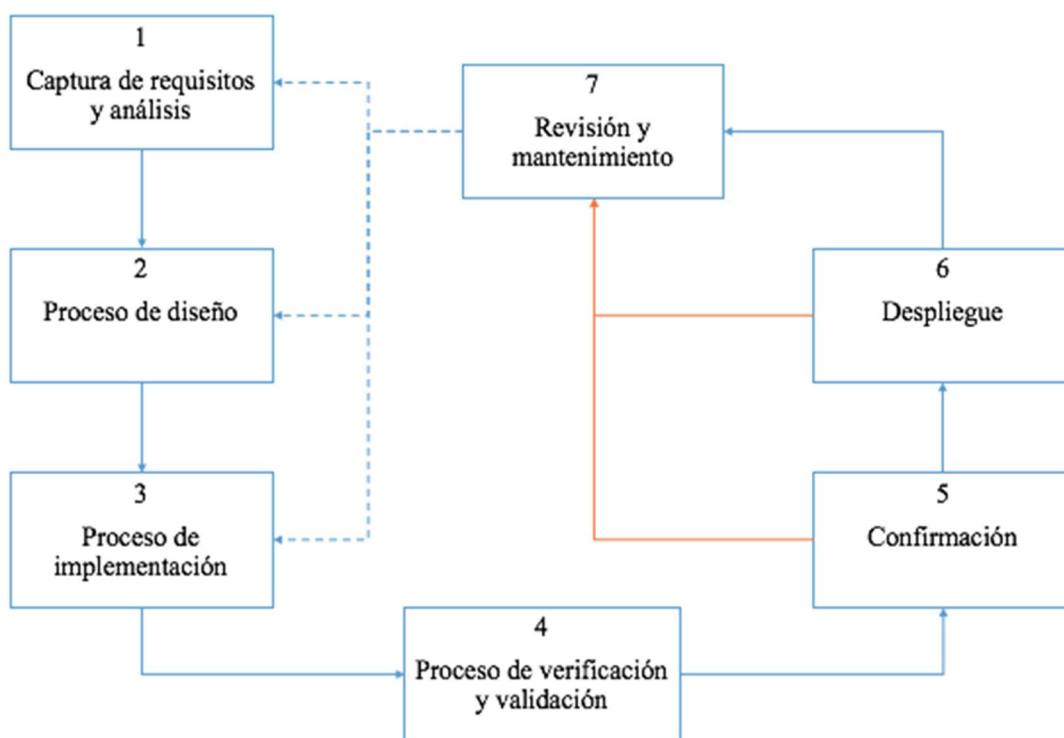 1
Captura de requisitos
y análisis
2
Proceso de diseño
3
Proceso de
implementación
4
Proceso de verificación
y validación
5
Confirmación
6
Despliegue
7
Revisión y
mantenimiento